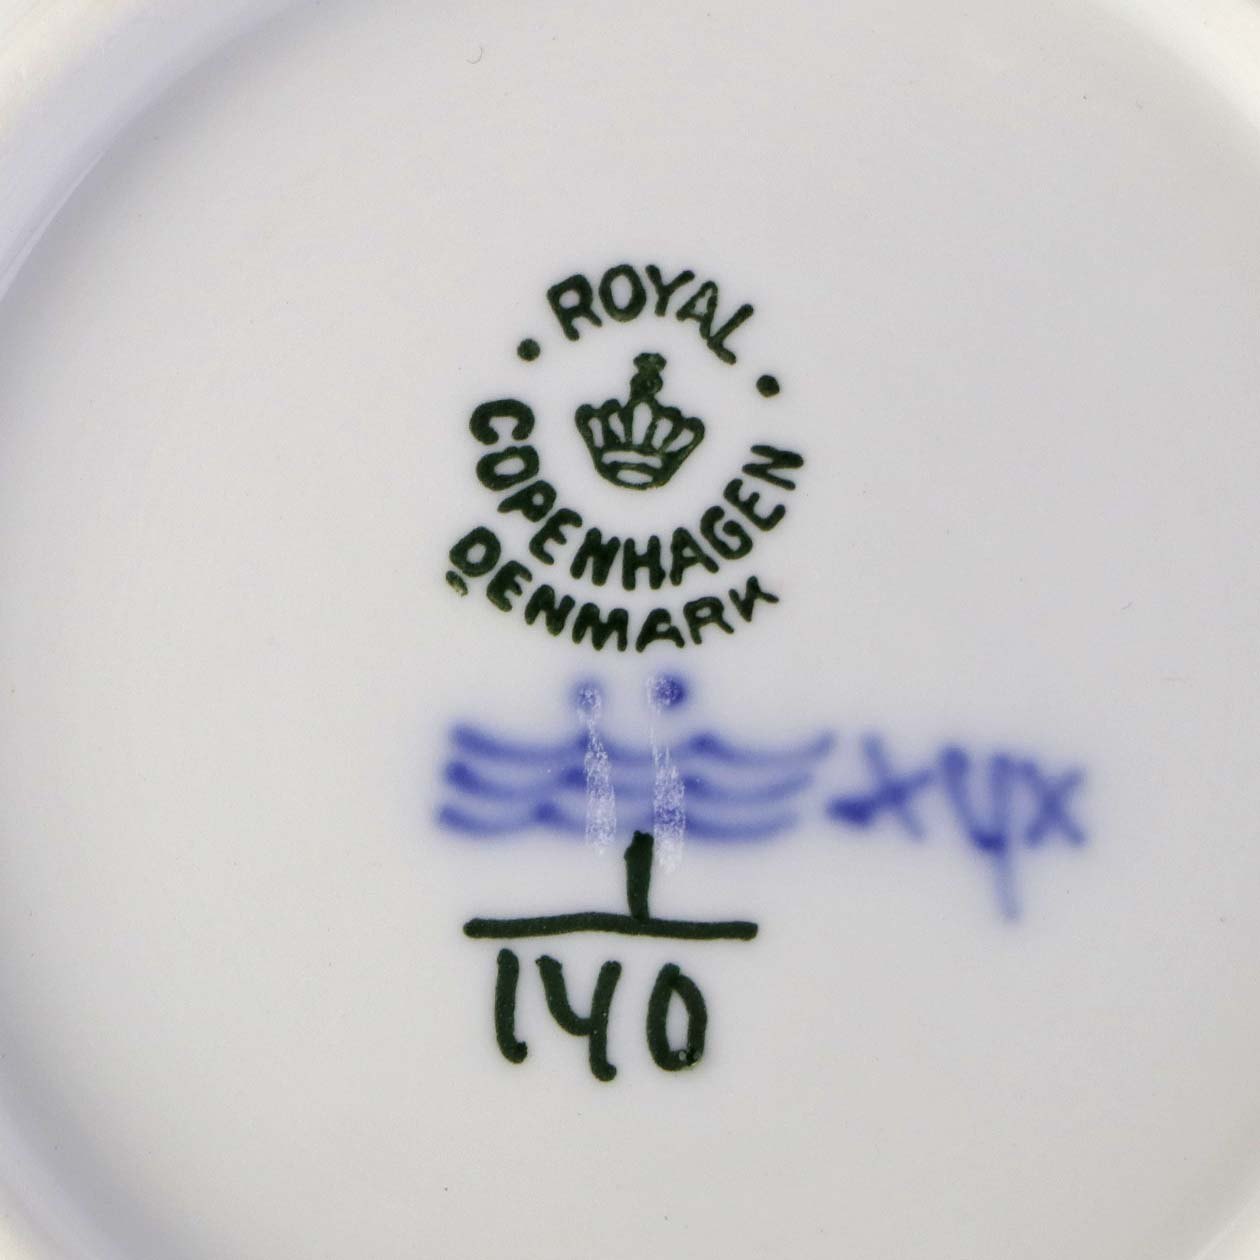 ROYAL
COPENHAGEN
DENMARK
1
140